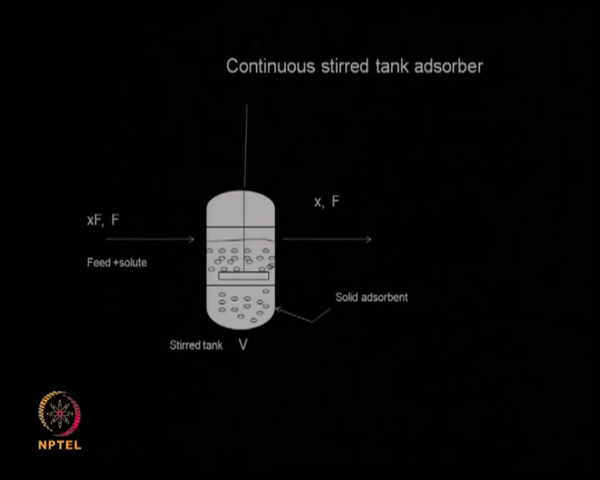 Continuous stirred tank adsorber
x, F
xF, F
Feed +solute
Solid adsorbent
Stirred tank V
NPTEL